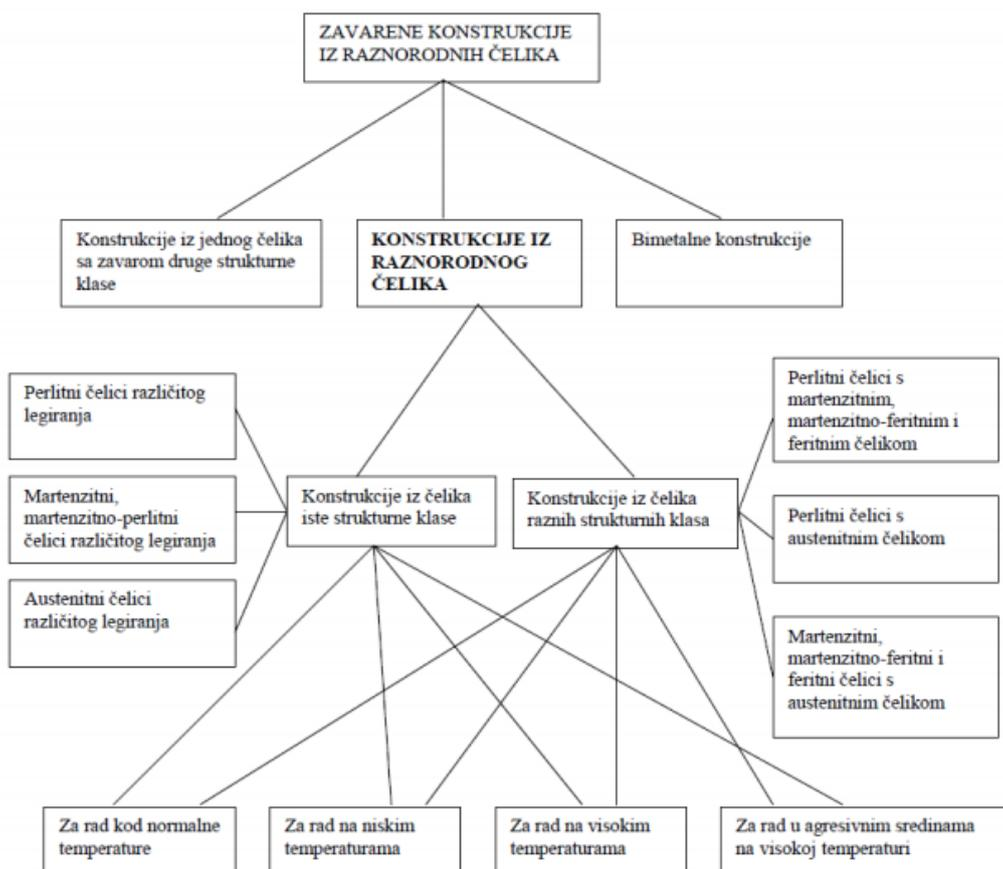 ZAVARENE KONSTRUKCIJE
IZ RAZNORODNIH ČELIKA
Konstrukcije iz jednog čelika
sa zavarom druge strukturne
klase
KONSTRUKCIJE IZ
RAZNORODNOG
ČELIKA
Bimetalne konstrukcije
Perlitni čelici različitog
legiranja
Martenzitni,
martenzitno-perlitni
čelici različitog legiranja
Austenitni čelici
različitog legiranja
Konstrukcije iz čelika
iste strukturne klase
Konstrukcije iz čelika
raznih strukturnih klasa
Perlitni čelici s
martenzitnim,
martenzitno-feritnim i
feritnim čelikom
Perlitni čelici s
austenitnim čelikom
Martenzitni,
martenzitno-feritni i
feritni čelici s
austenitnim čelikom
Za rad kod normalne
temperature
Za rad na niskim
temperaturama
Za rad na visokim
temperaturama
Za rad u agresivnim sredinama
na visokoj temperaturi